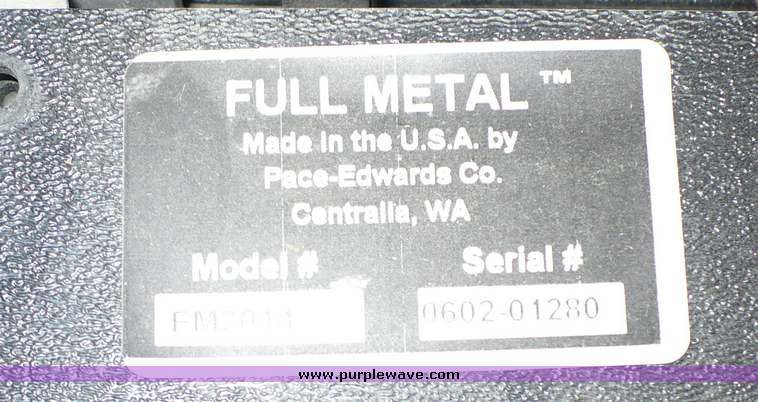 FULL METAL ™
Made in the U.S.A. by
Pace-Edwards Co.
Centralia, WA
Model #
Serial #
0602-01280
www.purplewave.com